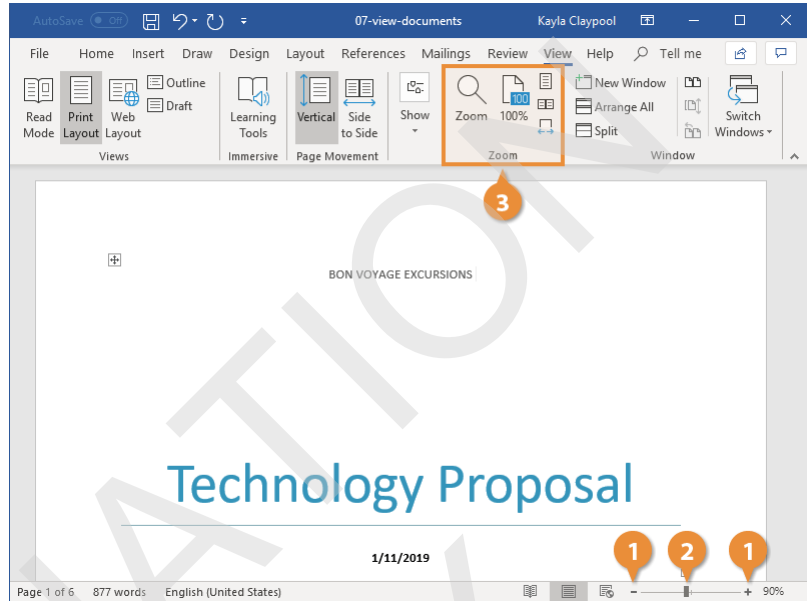 AutoSave Off 07-view-documents Kayla Claypool
File Home Insert Draw Design Layout References Mailings Review View Help Tell me
Read Mode
Print Layout
Web Layout
Outline
Draft
Views
Learning Tools
Immersive
Vertical
Side to Side
Page Movement
Show
Zoom
100
100%
Zoom
New Window
Arrange All
Split
Switch Windows
Window
3
BON VOYAGE EXCURSIONS
Technology Proposal
1/11/2019
1 2 1
Page 1 of 6 877 words English (United States) - + 90%